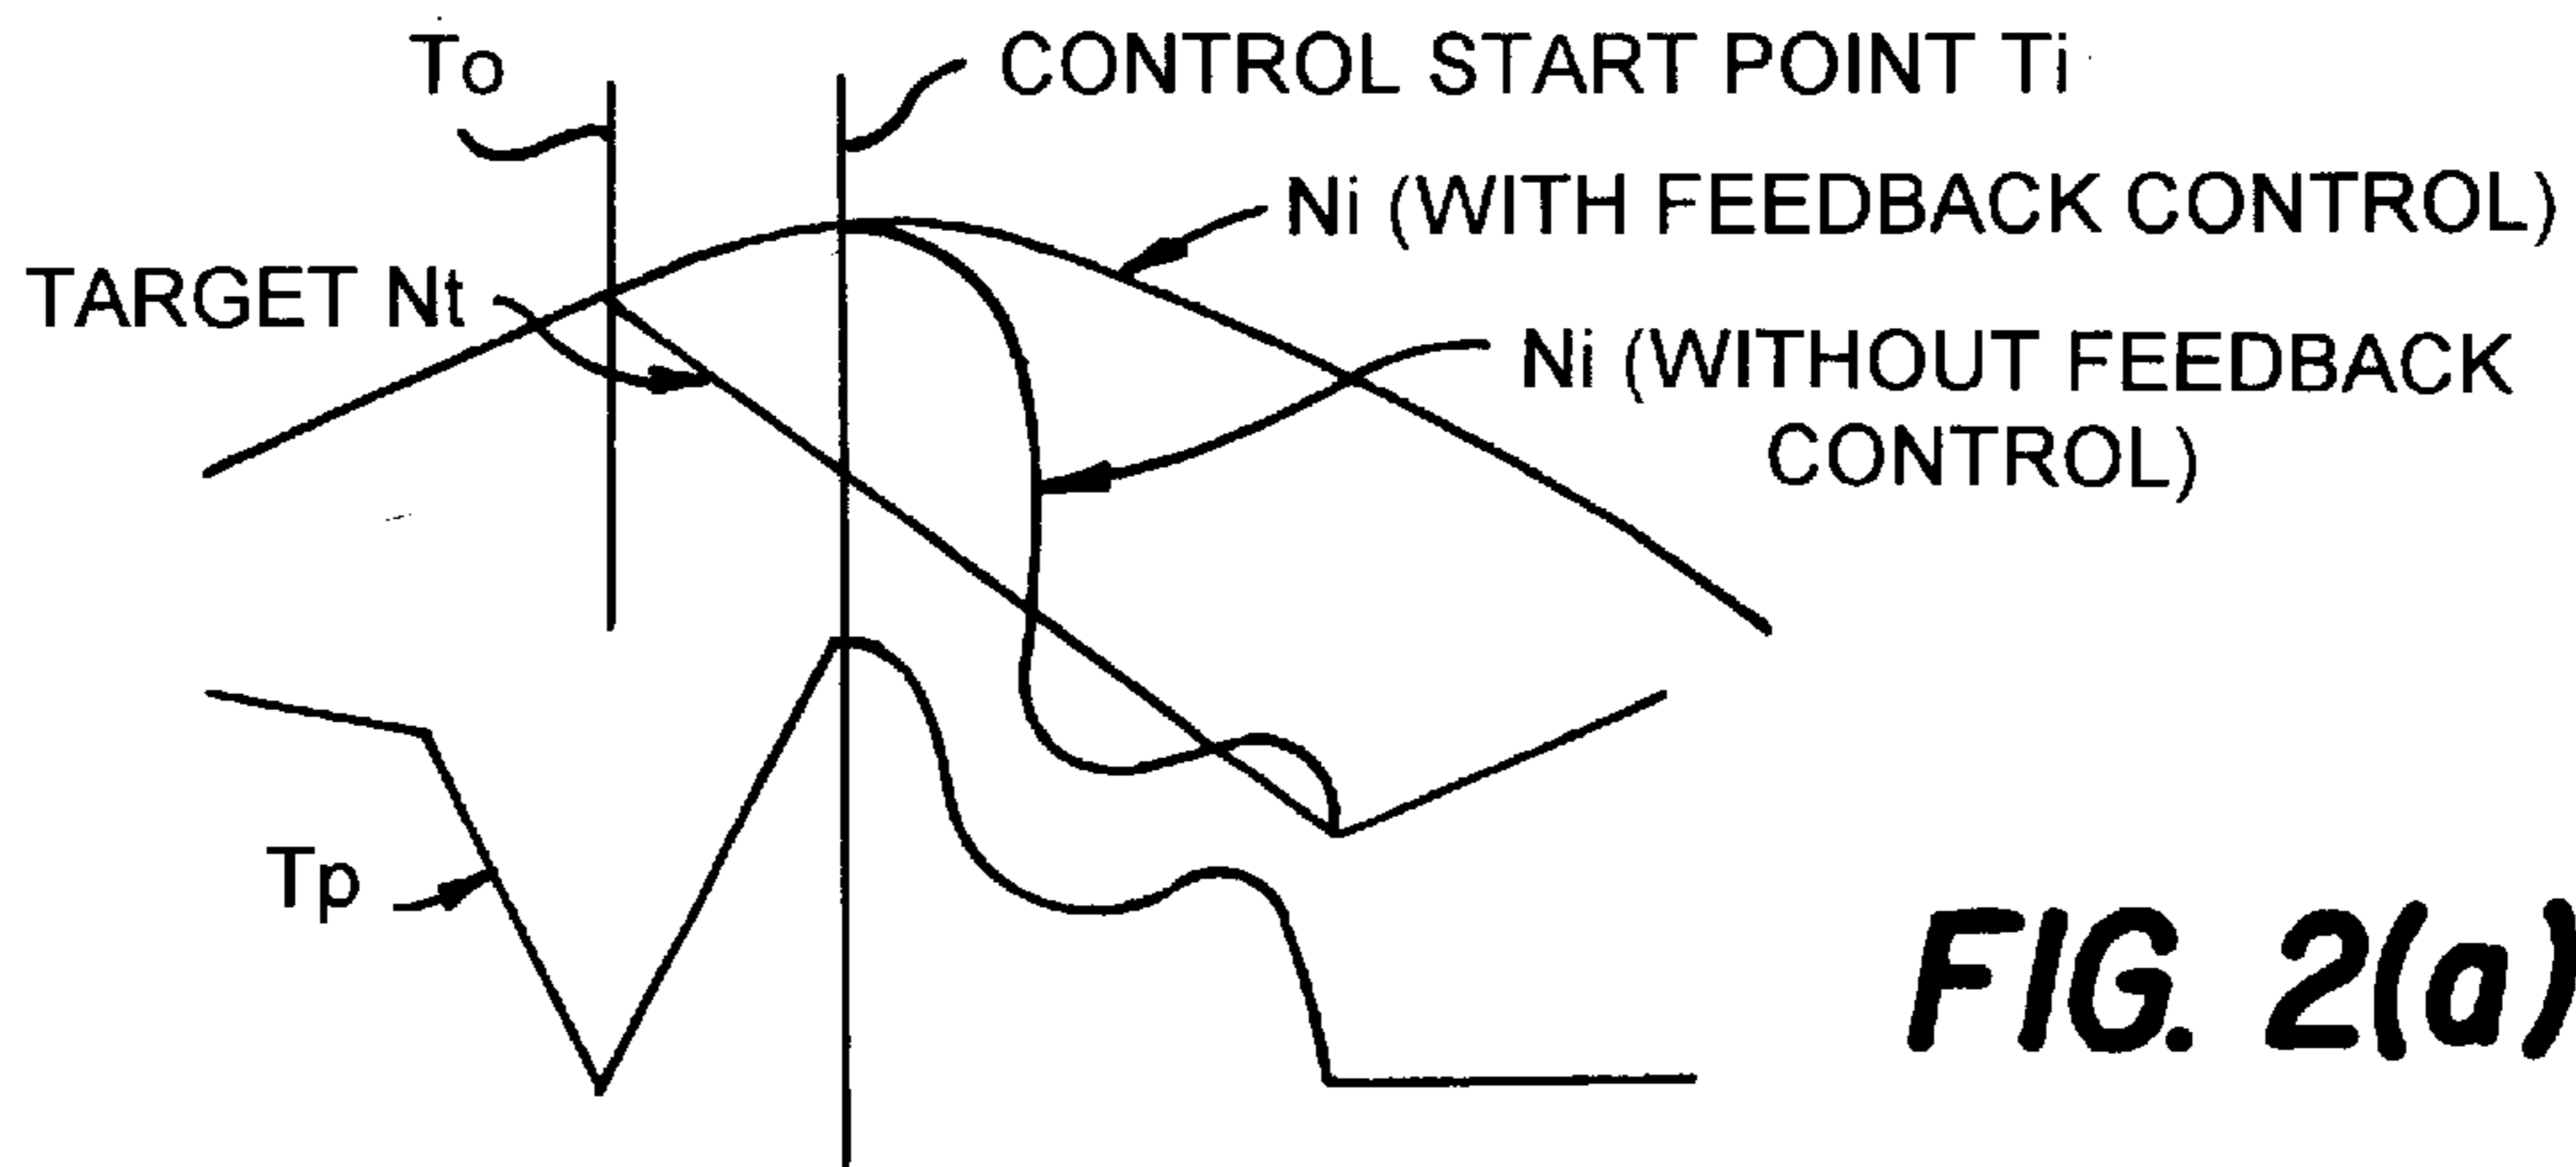 To
CONTROL START POINT Ti
Ni (WITH FEEDBACK CONTROL)
TARGET Nt
Ni (WITHOUT FEEDBACK
CONTROL)
Tp
FIG. 2(a)